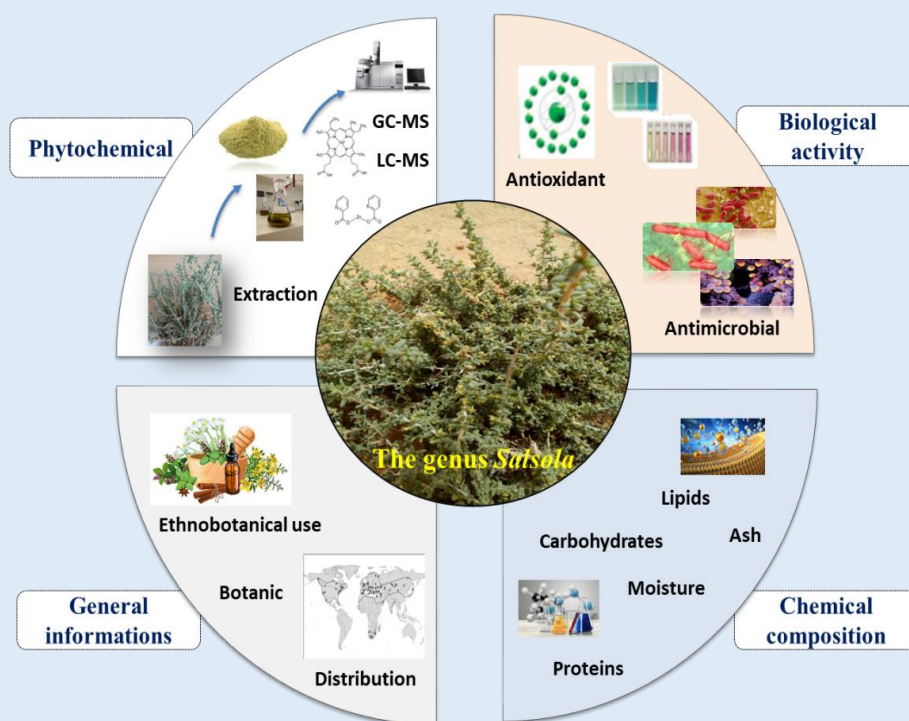 Phytochemical
GC-MS
LC-MS
Extraction
Biological
activity
Antioxidant
Antimicrobial
The genus Salsola
Ethnobotanical use
Botanic
Distribution
General
informations
Lipids
Carbohydrates
Ash
Moisture
Proteins
Chemical
composition